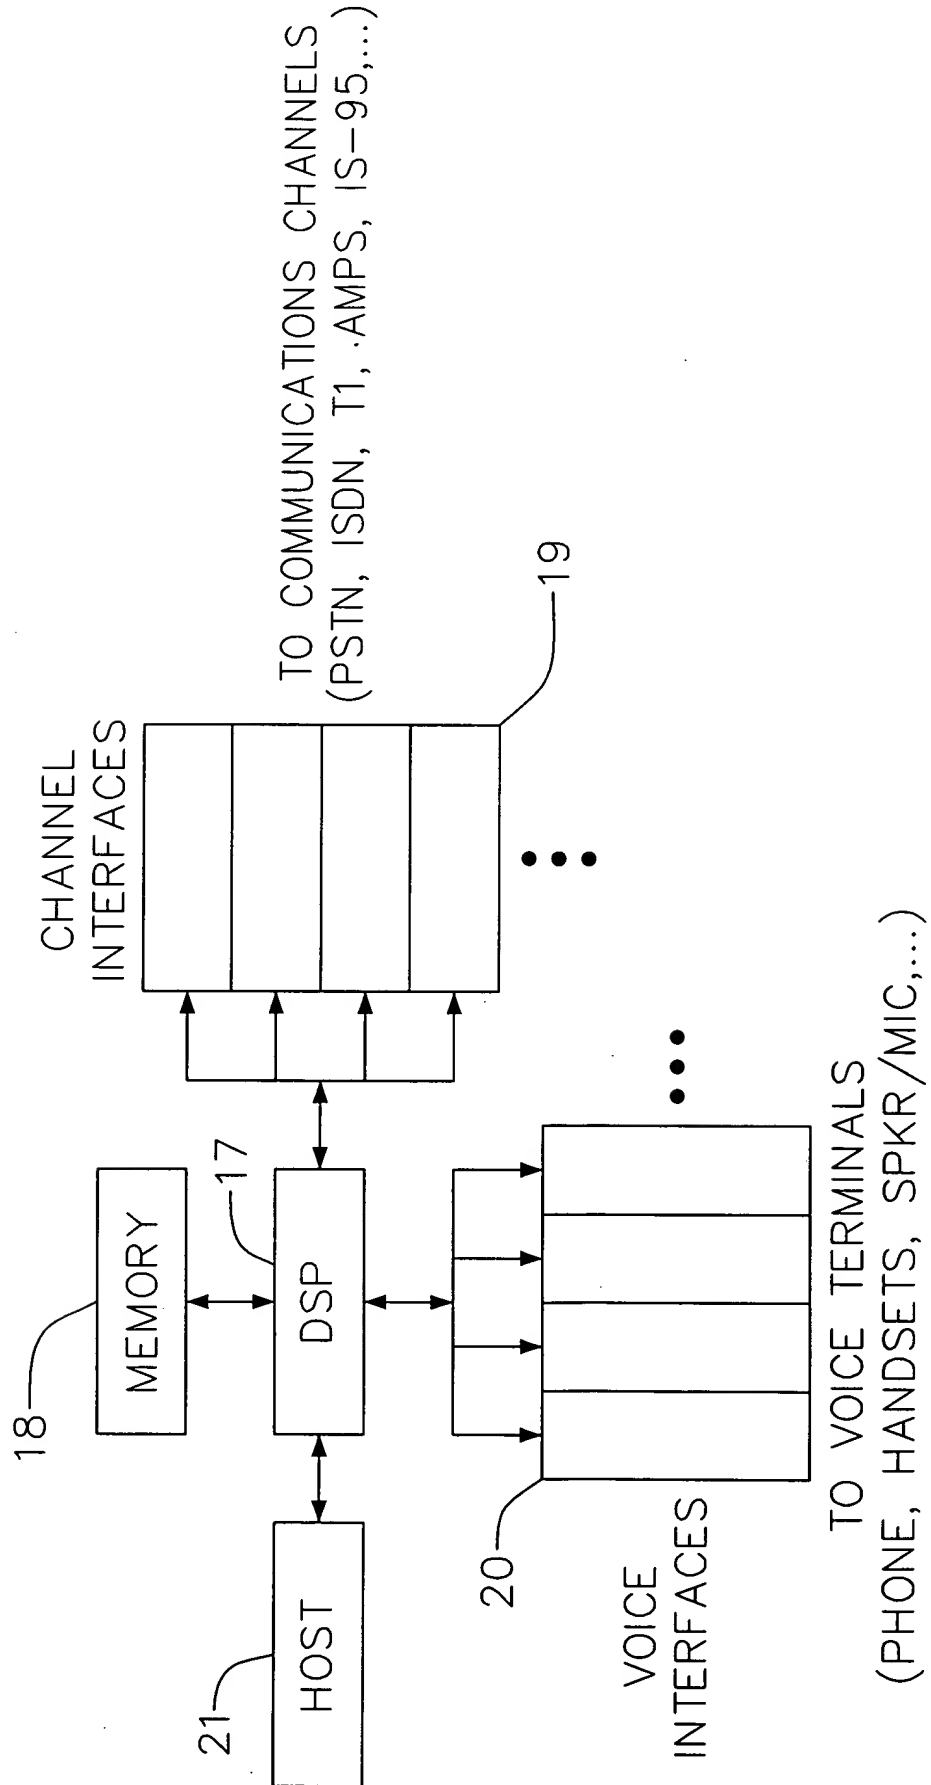 18
MEMORY
CHANNEL
INTERFACES
21
HOST
17
DSP
TO COMMUNICATIONS CHANNELS
(PSTN, ISDN, T1, AMPS, IS-95,...)
19
20
VOICE
INTERFACES
TO VOICE TERMINALS
(PHONE, HANDSETS, SPKR/MIC,...)